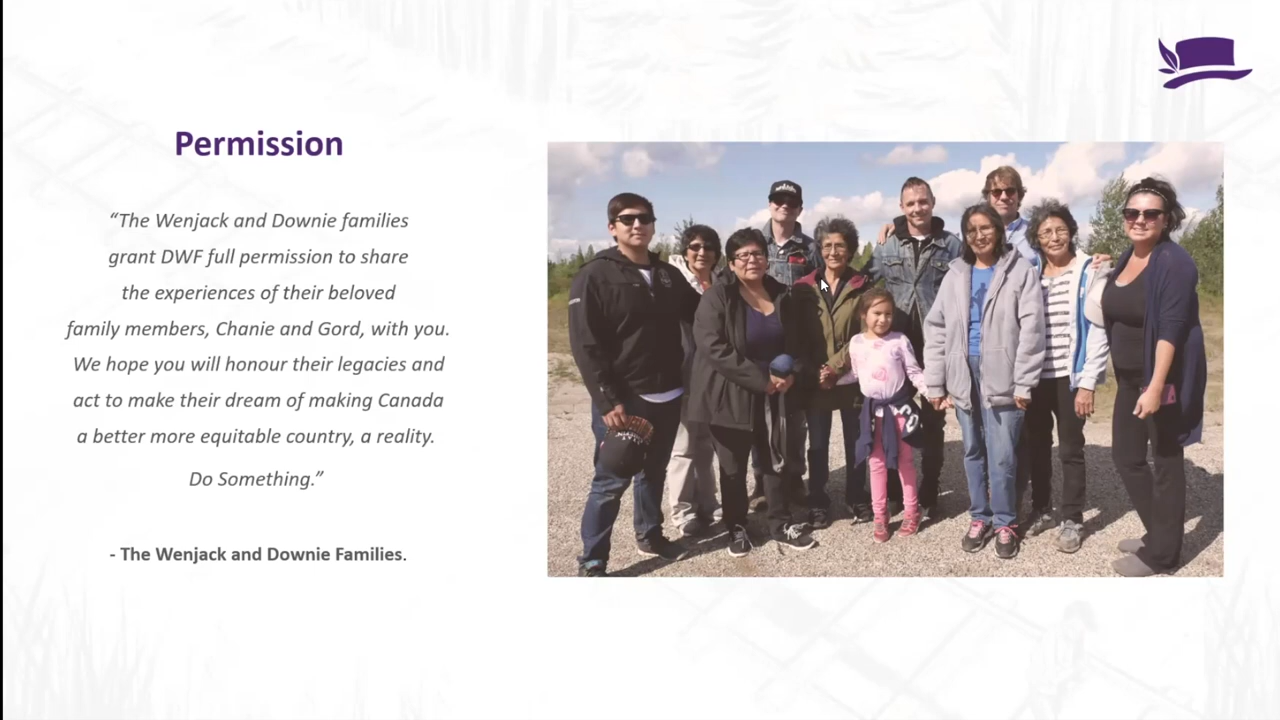 Permission
“The Wenjack and Downie families
grant DWF full permission to share
the experiences of their beloved
family members, Chanie and Gord, with you.
We hope you will honour their legacies and
act to make their dream of making Canada
a better more equitable country, a reality.
Do Something.”
- The Wenjack and Downie Families.